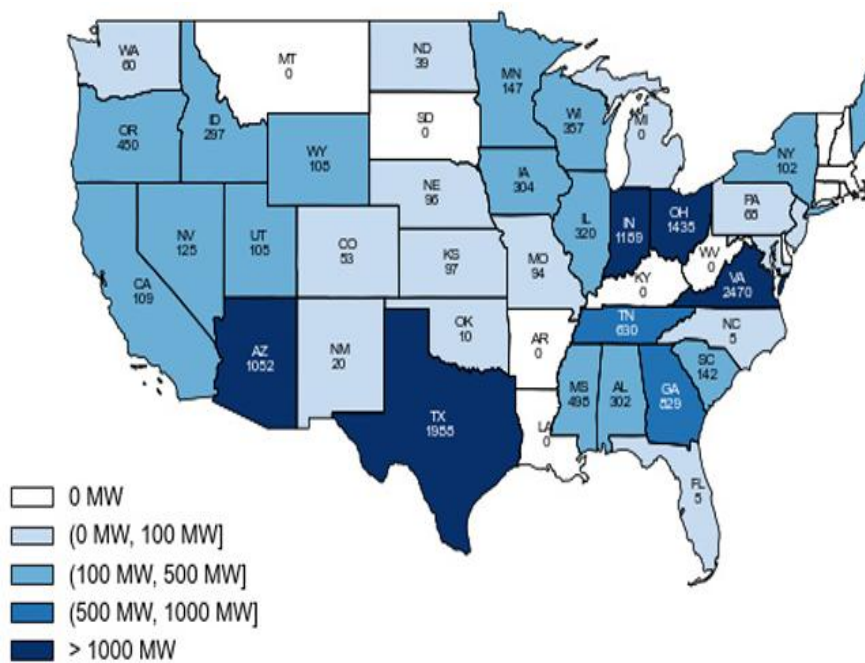 WA
60
MT
0
ND
39
MN
147
OR
450
ID
297
WY
105
SD
0
WI
357
MI
0
NY
102
NE
96
IA
304
PA
65
NV
125
UT
105
CO
53
IL
320
IN
1159
OH
1435
WV
0
VA
2470
CA
109
KS
97
MO
94
KY
0
TN
630
NC
5
AZ
1052
NM
20
OK
10
AR
0
SC
142
MS
495
AL
302
GA
829
TX
1955
LA
0
FL
5
0 MW
(0 MW, 100 MW]
(100 MW, 500 MW]
(500 MW, 1000 MW]
> 1000 MW